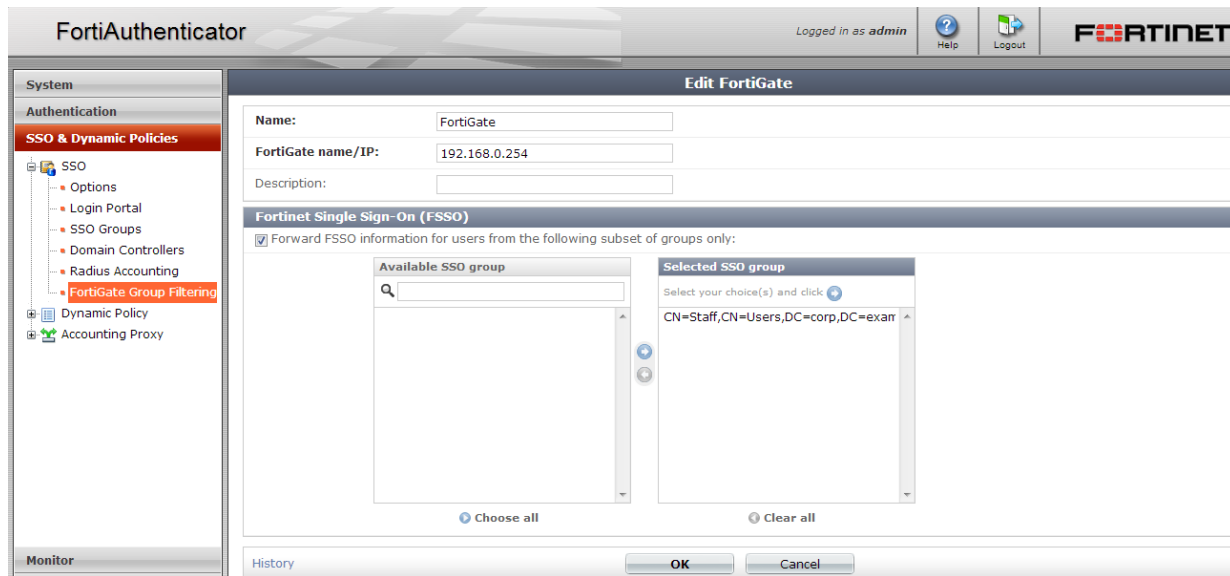 FortiAuthenticator
Logged in as admin
Help
Logout
FORTINET
System
Authentication
SSO & Dynamic Policies
SSO
Options
Login Portal
SSO Groups
Domain Controllers
Radius Accounting
FortiGate Group Filtering
Dynamic Policy
Accounting Proxy
Monitor
Edit FortiGate
Name: FortiGate
FortiGate name/IP: 192.168.0.254
Description:
Fortinet Single Sign-On (FSSO)
Forward FSSO information for users from the following subset of groups only:
Available SSO group
Selected SSO group
Select your choice(s) and click
CN=Staff,CN=Users,DC=corp,DC=exam
Choose all
Clear all
History
OK
Cancel